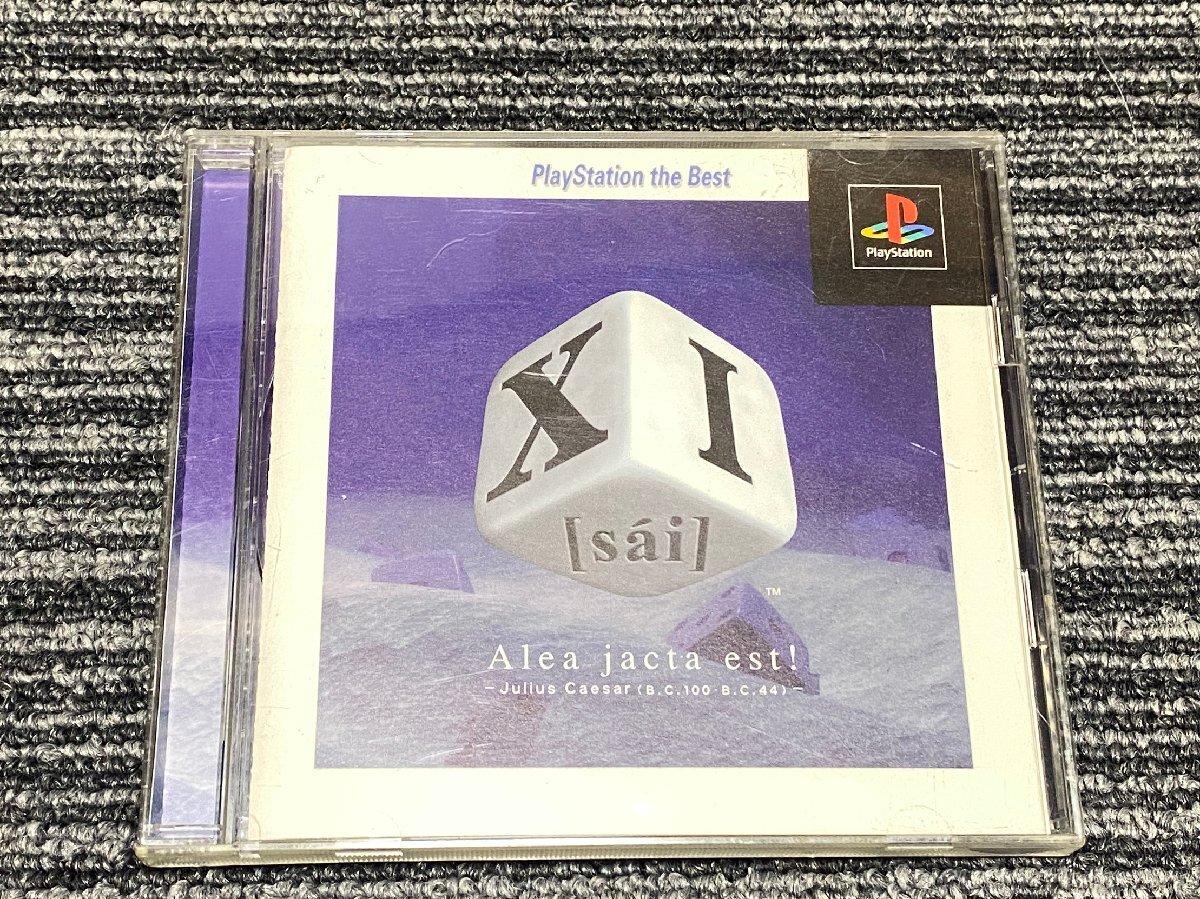 PlayStation the Best
PlayStation
XI
[sái]
TM
Alea jacta est!
– Julius Caesar (B.C.100 B.C.44) –